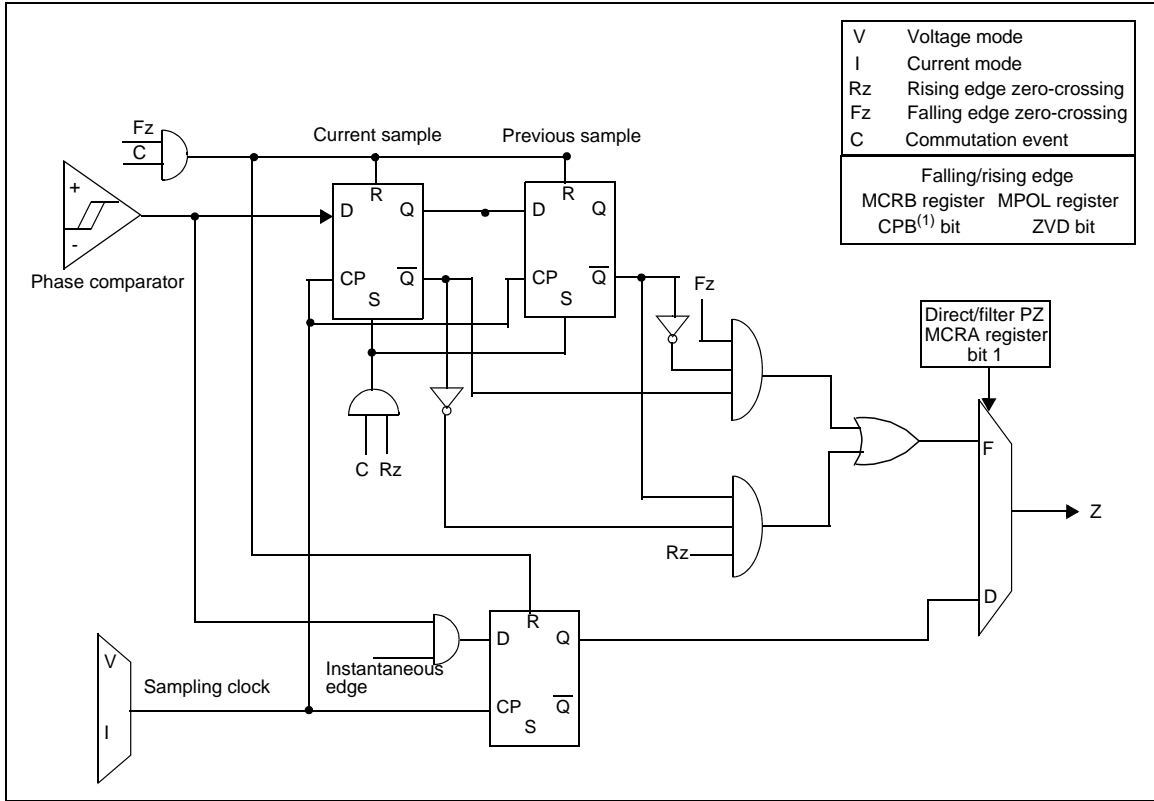 V Voltage mode
I Current mode
Rz Rising edge zero-crossing
Fz Falling edge zero-crossing
C Commutation event
Falling/rising edge
MCRB register MPOL register
CPB(1) bit ZVD bit
Fz
C
Current sample
Previous sample
+
-
Phase comparator
R
D Q
CP Q
S
R
D Q
CP Q
S
Fz
C Rz
Rz
Direct/filter PZ
MCRA register
bit 1
F
D
Z
V
I
Sampling clock
Instantaneous
edge
R
D Q
CP Q
S